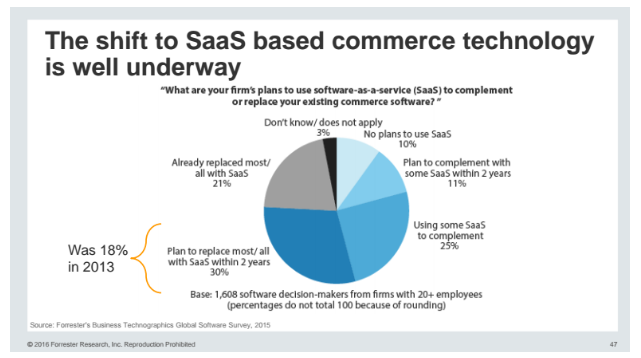 The shift to SaaS based commerce technology
is well underway
“What are your firm’s plans to use software-as-a-service (SaaS) to complement
or replace your existing commerce software? ”
Don’t know/ does not apply
3%
No plans to use SaaS
10%
Already replaced most/
all with SaaS
21%
Plan to complement with
some SaaS within 2 years
11%
Using some SaaS
to complement
25%
Was 18%
in 2013
Plan to replace most/ all
with SaaS within 2 years
30%
Base: 1,608 software decision-makers from firms with 20+ employees
(percentages do not total 100 because of rounding)
Source: Forrester’s Business Technographics Global Software Survey, 2015
© 2016 Forrester Research, Inc. Reproduction Prohibited
47